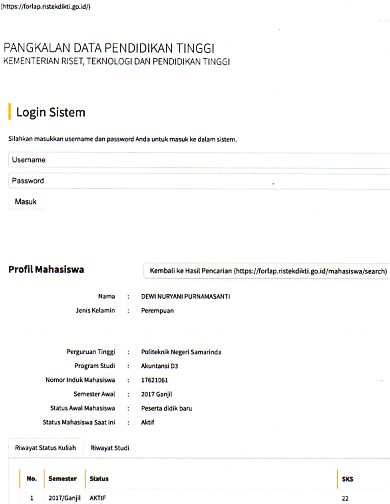 (https://forlap.ristekdikti.go.id/)
PANGKALAN DATA PENDIDIKAN TINGGI
KEMENTERIAN RISET, TEKNOLOGI DAN PENDIDIKAN TINGGI
Login Sistem
Silahkan masukkan username dan password Anda untuk masuk ke dalam sistem.
Username
Password
Masuk
Profil Mahasiswa
Kembali ke Hasil Pencarian (https://forlap.ristekdikti.go.id/mahasiswa/search)
Nama : DEWI NURYANI PURNAMASANTI
Jenis Kelamin : Perempuan
Perguruan Tinggi : Politeknik Negeri Samarinda
Program Studi : Akuntansi D3
Nomor Induk Mahasiswa : 17621061
Semester Awal : 2017 Ganjil
Status Awal Mahasiswa : Peserta didik baru
Status Mahasiswa Saat ini : Aktif
Riwayat Status Kuliah Riwayat Studi
No. Semester Status SKS
1 2017/Ganjil AKTIF 22